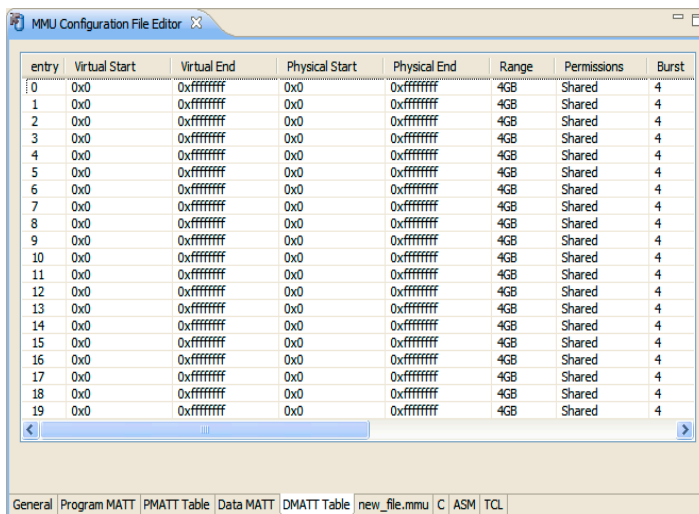 MMU Configuration File Editor
entry Virtual Start Virtual End Physical Start Physical End Range Permissions Burst
0 0x0 0xffffffff 0x0 0xffffffff 4GB Shared 4
1 0x0 0xffffffff 0x0 0xffffffff 4GB Shared 4
2 0x0 0xffffffff 0x0 0xffffffff 4GB Shared 4
3 0x0 0xffffffff 0x0 0xffffffff 4GB Shared 4
4 0x0 0xffffffff 0x0 0xffffffff 4GB Shared 4
5 0x0 0xffffffff 0x0 0xffffffff 4GB Shared 4
6 0x0 0xffffffff 0x0 0xffffffff 4GB Shared 4
7 0x0 0xffffffff 0x0 0xffffffff 4GB Shared 4
8 0x0 0xffffffff 0x0 0xffffffff 4GB Shared 4
9 0x0 0xffffffff 0x0 0xffffffff 4GB Shared 4
10 0x0 0xffffffff 0x0 0xffffffff 4GB Shared 4
11 0x0 0xffffffff 0x0 0xffffffff 4GB Shared 4
12 0x0 0xffffffff 0x0 0xffffffff 4GB Shared 4
13 0x0 0xffffffff 0x0 0xffffffff 4GB Shared 4
14 0x0 0xffffffff 0x0 0xffffffff 4GB Shared 4
15 0x0 0xffffffff 0x0 0xffffffff 4GB Shared 4
16 0x0 0xffffffff 0x0 0xffffffff 4GB Shared 4
17 0x0 0xffffffff 0x0 0xffffffff 4GB Shared 4
18 0x0 0xffffffff 0x0 0xffffffff 4GB Shared 4
19 0x0 0xffffffff 0x0 0xffffffff 4GB Shared 4
General Program MATT PMATT Table Data MATT DMATT Table new_file.mmu C ASM TCL